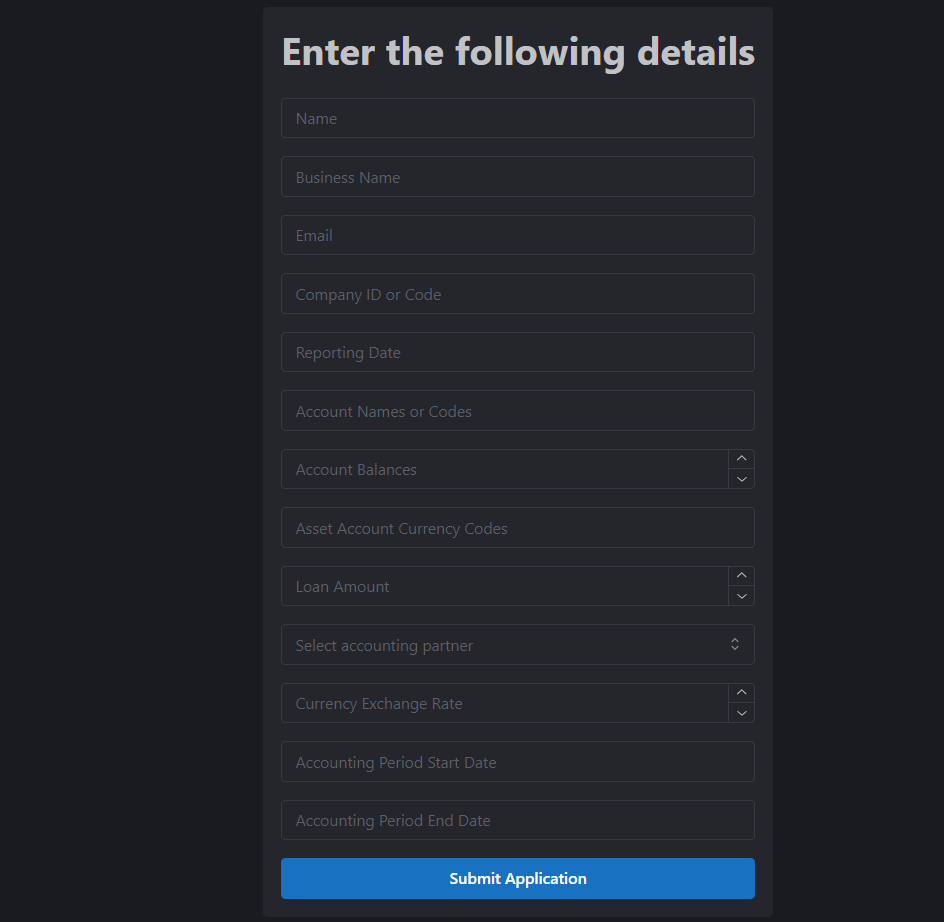 Enter the following details
Name
Business Name
Email
Company ID or Code
Reporting Date
Account Names or Codes
Account Balances
Asset Account Currency Codes
Loan Amount
Select accounting partner
Currency Exchange Rate
Accounting Period Start Date
Accounting Period End Date
Submit Application